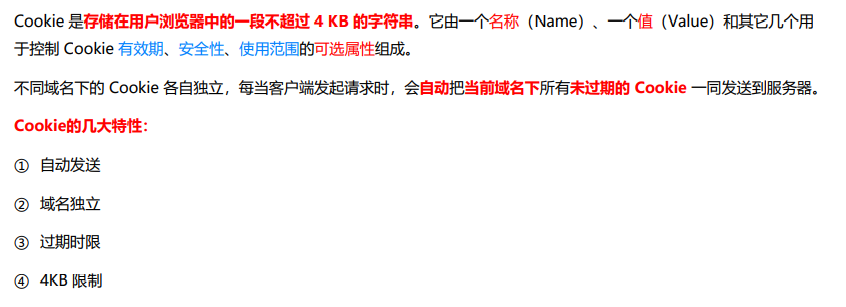 Cookie 是存储在用户浏览器中的一段不超过 4 KB 的字符串。它由一个名称（Name）、一个值（Value）和其它几个用
于控制 Cookie 有效期、安全性、使用范围的可选属性组成。
不同域名下的 Cookie 各自独立，每当客户端发起请求时，会自动把当前域名下所有未过期的 Cookie 一同发送到服务器。
Cookie的几大特性：
① 自动发送
② 域名独立
③ 过期时限
④ 4KB 限制